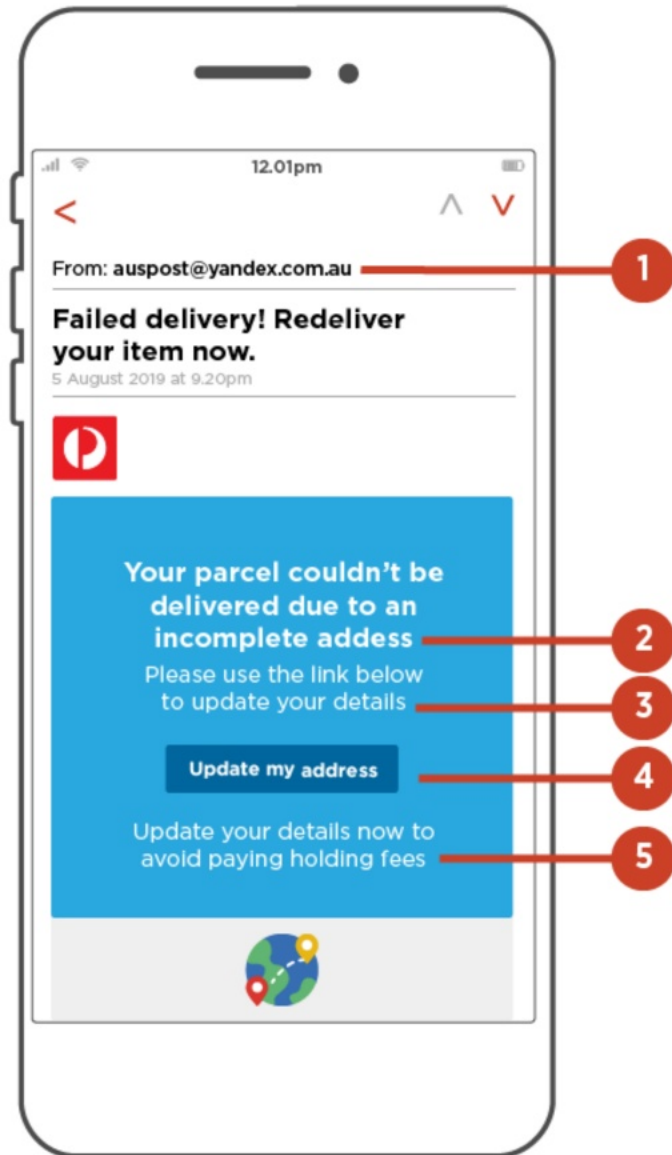 12.01pm
<
From: auspost@yandex.com.au
1
Failed delivery! Redeliver
your item now.
5 August 2019 at 9.20pm
Your parcel couldn't be
delivered due to an
incomplete addess
2
Please use the link below
to update your details
3
Update my address
4
Update your details now to
avoid paying holding fees
5